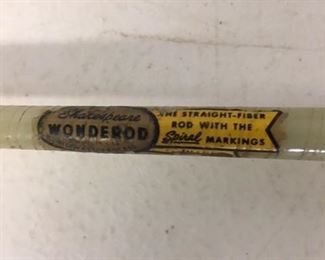 Shakespeare
WONDEROD
THE STRAIGHT-FIBER
ROD WITH THE
Spiral MARKINGS